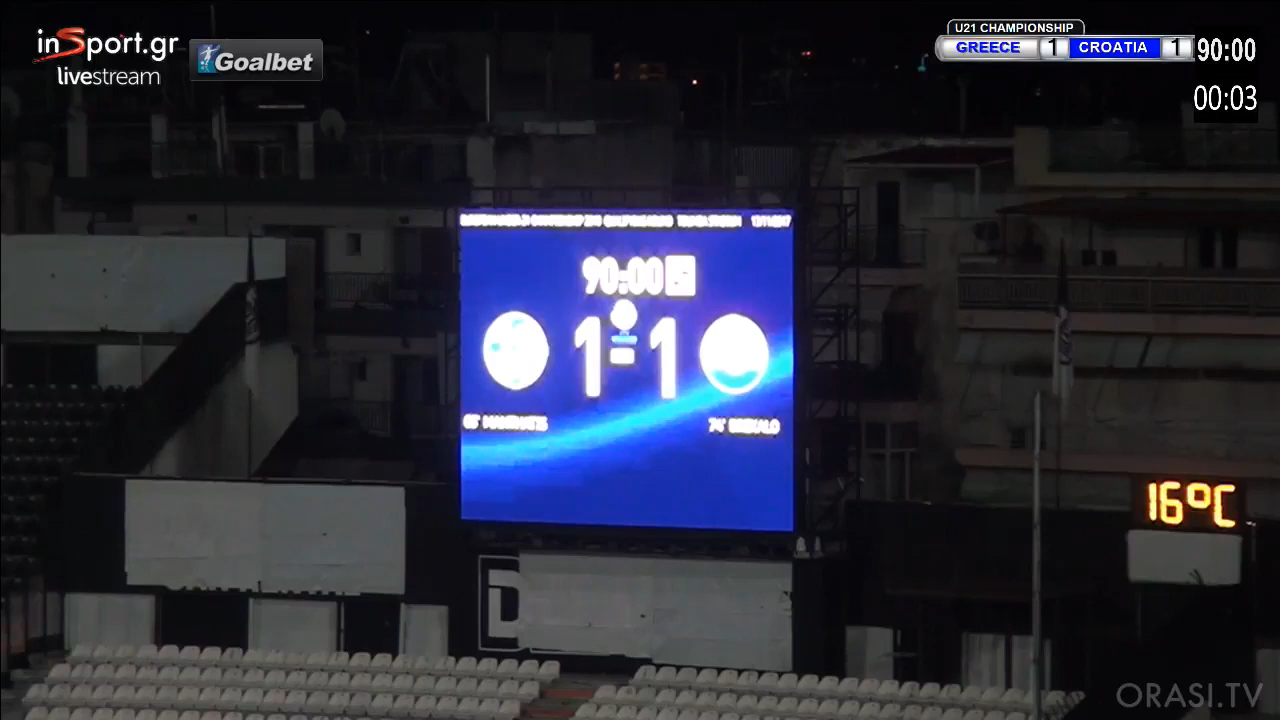 inSport.gr
livestream
Goalbet
U21 CHAMPIONSHIP
GREECE 1 CROATIA 1 90:00
00:03
90:00
1 - 1
74'
16°C
D
ORASI.TV